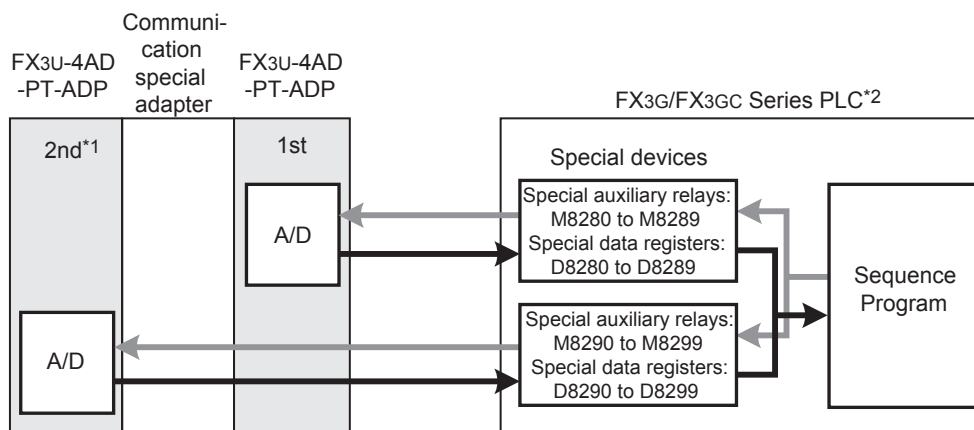 FX3U-4AD
-PT-ADP
Communi-
cation
special
adapter
FX3U-4AD
-PT-ADP
FX3G/FX3GC Series PLC*2
2nd*1
1st
Special devices
A/D
Special auxiliary relays:
M8280 to M8289
Special data registers:
D8280 to D8289
Sequence
Program
A/D
Special auxiliary relays:
M8290 to M8299
Special data registers:
D8290 to D8299